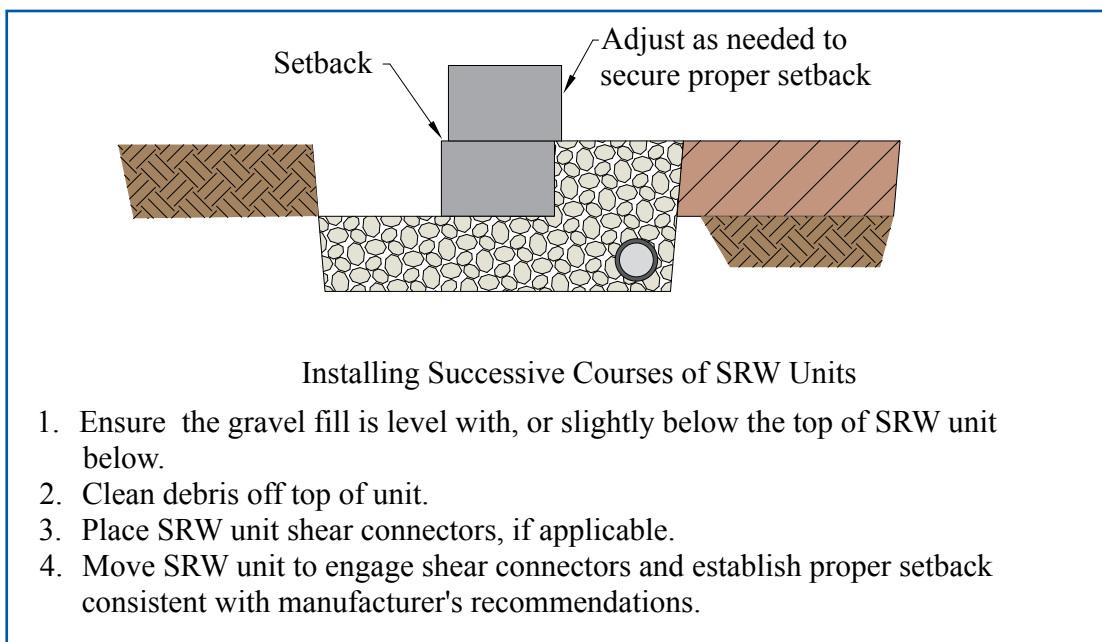 Setback
Adjust as needed to
secure proper setback
Installing Successive Courses of SRW Units
1. Ensure the gravel fill is level with, or slightly below the top of SRW unit
below.
2. Clean debris off top of unit.
3. Place SRW unit shear connectors, if applicable.
4. Move SRW unit to engage shear connectors and establish proper setback
consistent with manufacturer's recommendations.